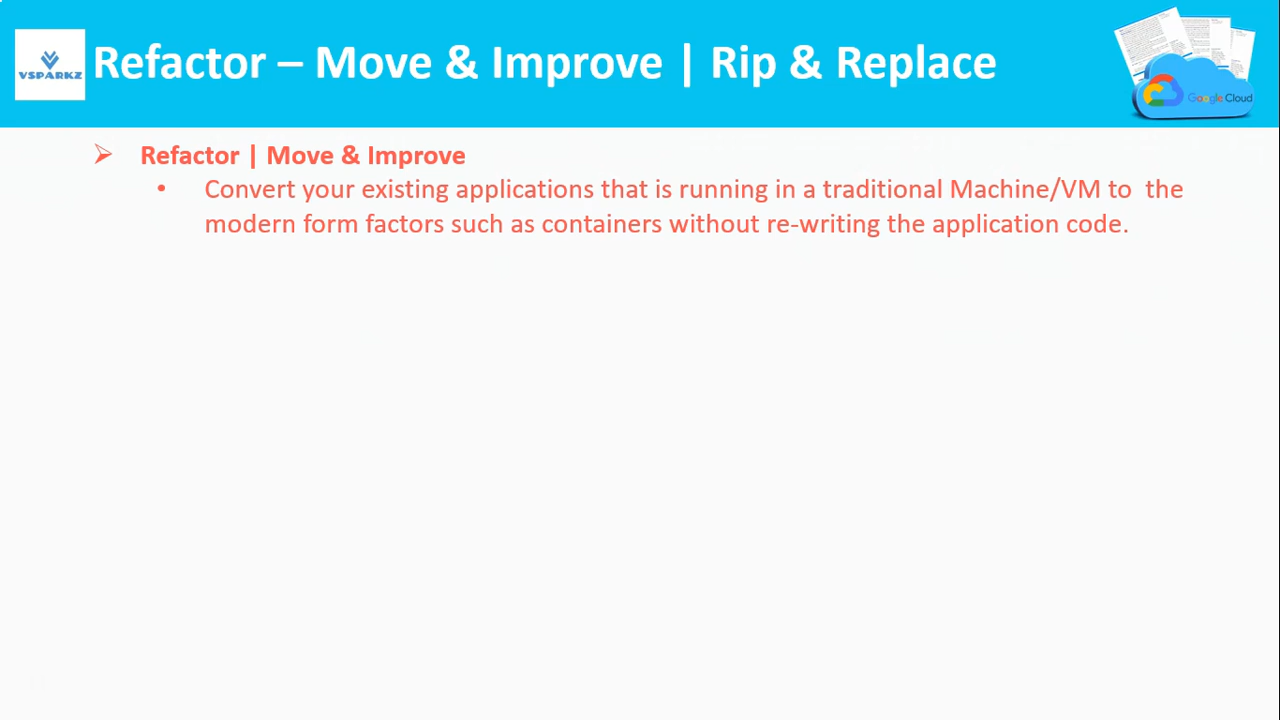 VSPARKZ
Refactor – Move & Improve | Rip & Replace
Google Cloud
➢ Refactor | Move & Improve
• Convert your existing applications that is running in a traditional Machine/VM to  the
modern form factors such as containers without re-writing the application code.